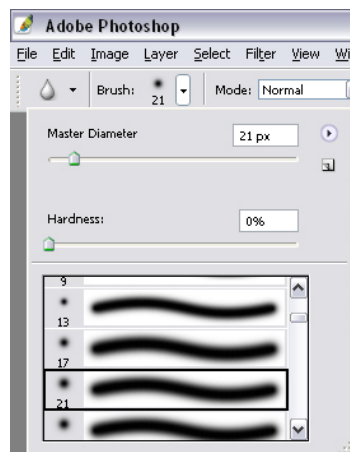 Adobe Photoshop
File Edit Image Layer Select Filter View Wi
Brush: 21 Mode: Normal
Master Diameter 21 px
Hardness: 0%
9
13
17
21